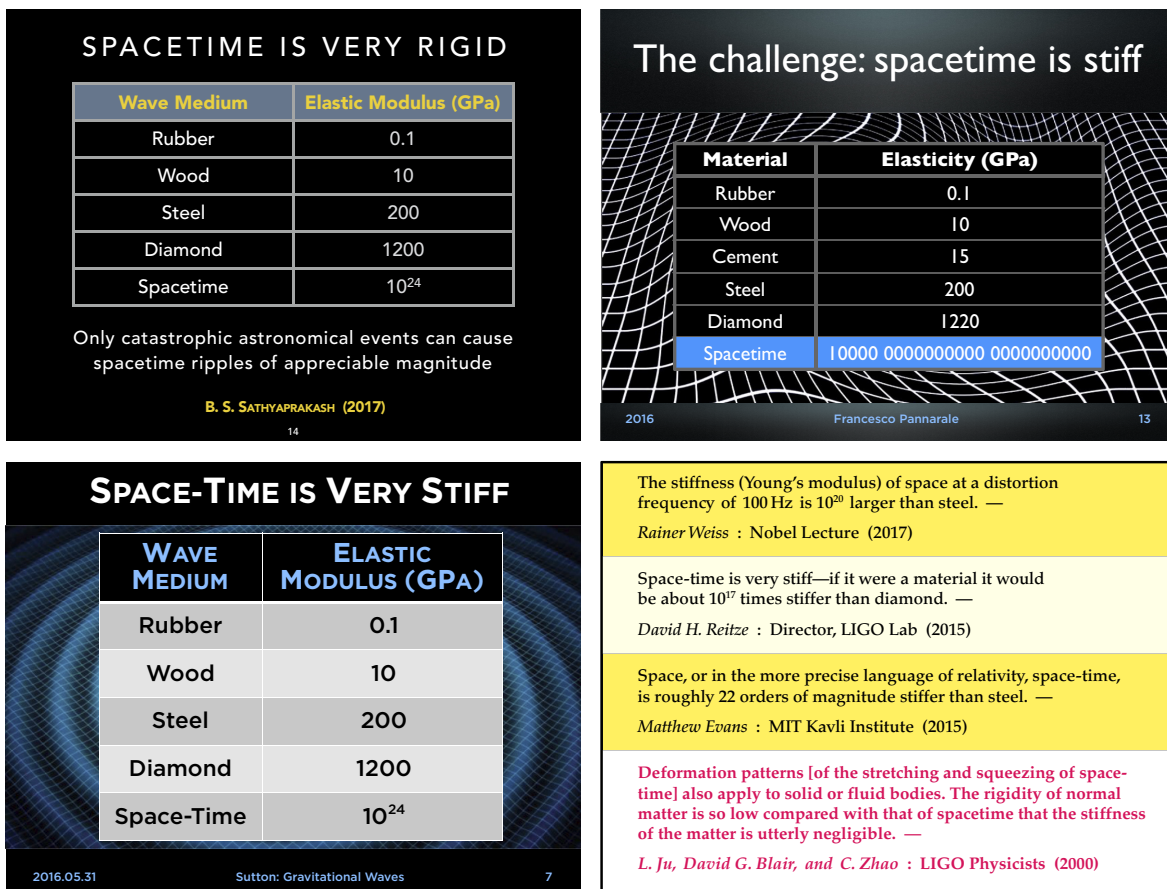 SPACETIME IS VERY RIGID
Wave Medium Elastic Modulus (GPa)
Rubber 0.1
Wood 10
Steel 200
Diamond 1200
Spacetime 10²⁴
Only catastrophic astronomical events can cause
spacetime ripples of appreciable magnitude
B. S. SATHYAPRAKASH (2017)
14
The challenge: spacetime is stiff
Material Elasticity (GPa)
Rubber 0.1
Wood 10
Cement 15
Steel 200
Diamond 1220
Spacetime 10000 0000000000 0000000000
2016 Francesco Pannarale 13
SPACE-TIME IS VERY STIFF
WAVE
MEDIUM
ELASTIC
MODULUS (GPA)
Rubber 0.1
Wood 10
Steel 200
Diamond 1200
Space-Time 10²⁴
2016.05.31 Sutton: Gravitational Waves 7
The stiffness (Young's modulus) of space at a distortion
frequency of 100 Hz is 10²⁰ larger than steel. —
Rainer Weiss : Nobel Lecture (2017)
Space-time is very stiff—if it were a material it would
be about 10¹⁷ times stiffer than diamond. —
David H. Reitze : Director, LIGO Lab (2015)
Space, or in the more precise language of relativity, space-time,
is roughly 22 orders of magnitude stiffer than steel. —
Matthew Evans : MIT Kavli Institute (2015)
Deformation patterns [of the stretching and squeezing of space-
time] also apply to solid or fluid bodies. The rigidity of normal
matter is so low compared with that of spacetime that the stiffness
of the matter is utterly negligible. —
L. Ju, David G. Blair, and C. Zhao : LIGO Physicists (2000)